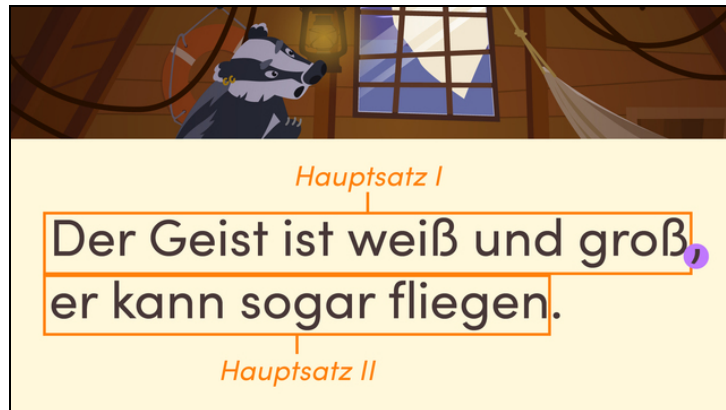 Hauptsatz I
Der Geist ist weiß und groß,
er kann sogar fliegen.
Hauptsatz II